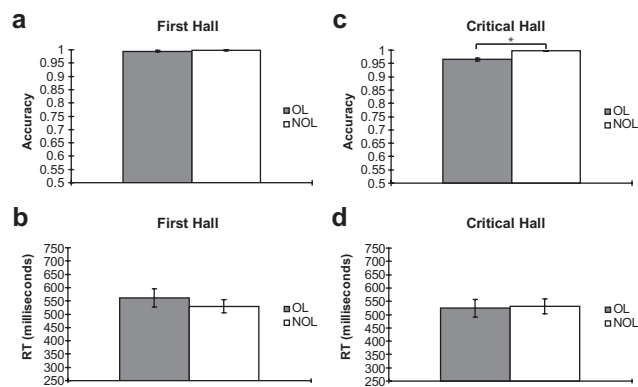 a
First Hall
Accuracy
1
0.95
0.9
0.85
0.8
0.75
0.7
0.65
0.6
0.55
0.5
OL
NOL
c
Critical Hall
*
Accuracy
1
0.95
0.9
0.85
0.8
0.75
0.7
0.65
0.6
0.55
0.5
OL
NOL
b
First Hall
RT (milliseconds)
750
700
650
600
550
500
450
400
350
300
250
OL
NOL
d
Critical Hall
RT (milliseconds)
750
700
650
600
550
500
450
400
350
300
250
OL
NOL